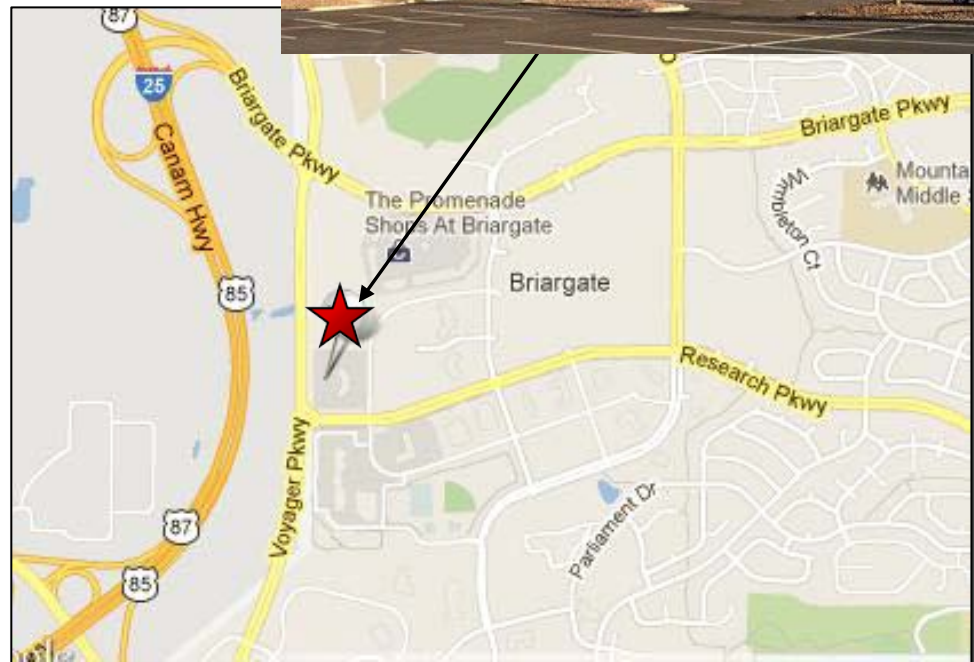 87
25
Canam Hwy
Briargate Pkwy
Briargate Pkwy
The Promenade
Shops At Briargate
Mounta
Middle
Wimbleton Ct
Briargate
85
Research Pkwy
Voyager Pkwy
Parliament Dr
87
85